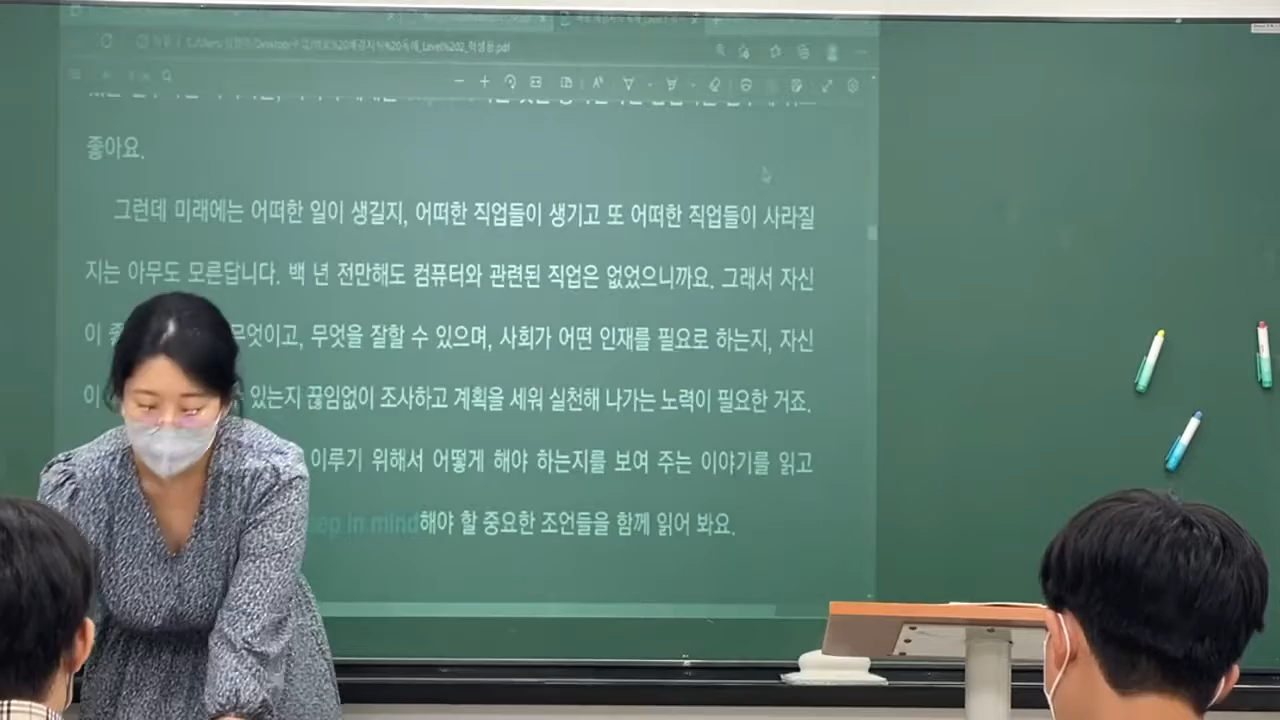 좋아요.
그런데 미래에는 어떠한 일이 생길지, 어떠한 직업들이 생기고 또 어떠한 직업들이 사라질
지는 아무도 모른답니다. 백 년 전만해도 컴퓨터와 관련된 직업은 없었으니까요. 그래서 자신
이 무엇이고, 무엇을 잘할 수 있으며, 사회가 어떤 인재를 필요로 하는지, 자신
이 있는지 끊임없이 조사하고 계획을 세워 실천해 나가는 노력이 필요한 거죠.
이루기 위해서 어떻게 해야 하는지를 보여 주는 이야기를 읽고
in mind해야 할 중요한 조언들을 함께 읽어 봐요.